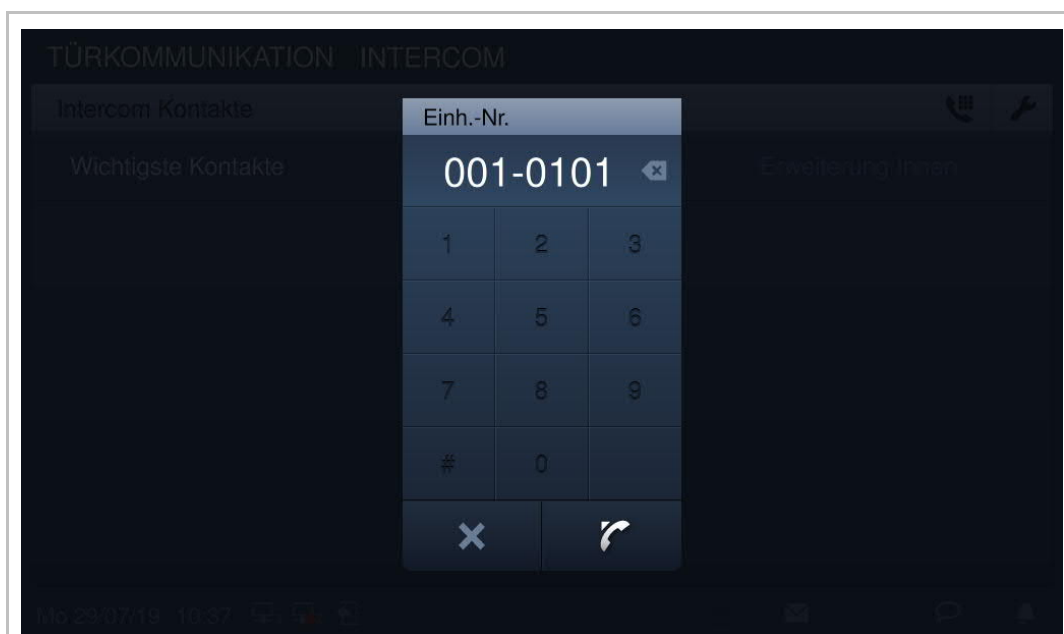 TÜRKOMMUNIKATION INTERCOM
Intercom Kontakte
Wichtigste Kontakte
Erweiterung Innen
Einh.-Nr.
001-0101
1 2 3
4 5 6
7 8 9
# 0
Mo 29/07/19 10:37